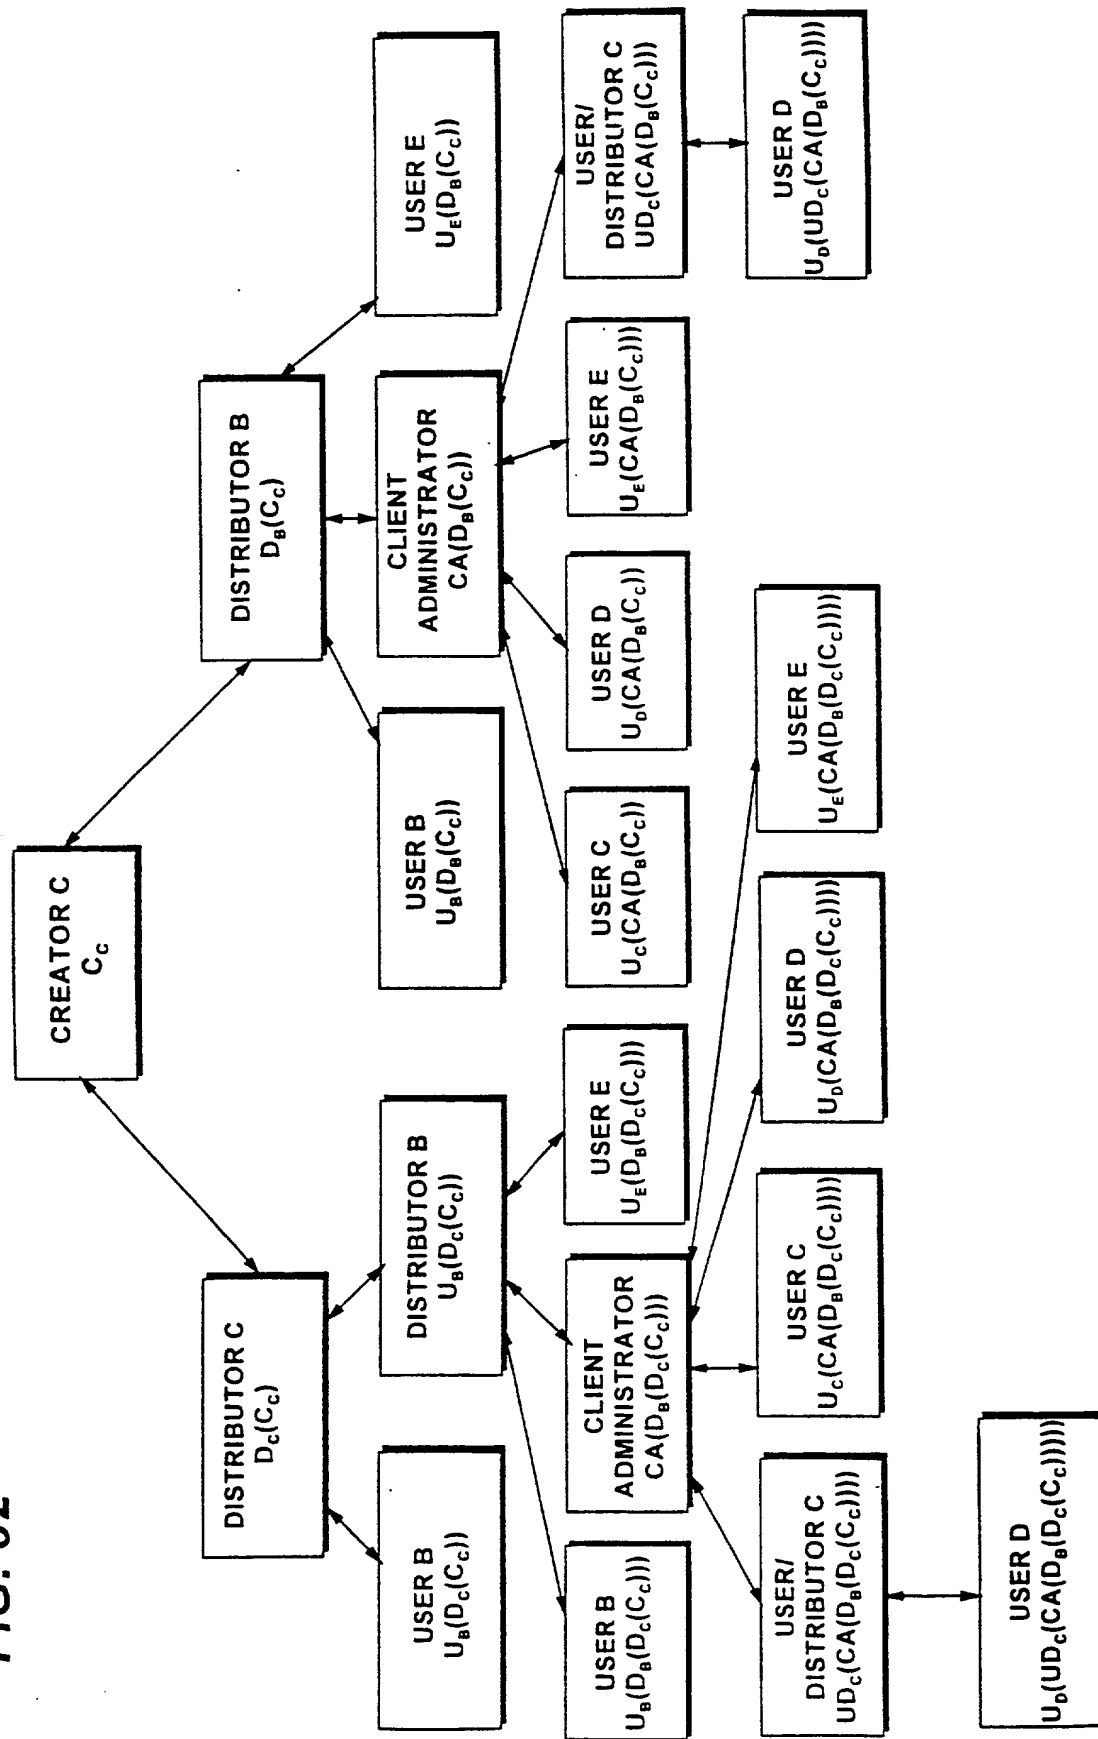 FIG.
CREATOR C
C_C
DISTRIBUTOR C
D_C(C_C)
DISTRIBUTOR B
D_B(C_C)
USER B
U_B(D_C(C_C))
DISTRIBUTOR B
U_B(D_C(C_C))
USER B
U_B(D_B(C_C))
CLIENT
ADMINISTRATOR
CA(D_B(C_C))
USER E
U_E(D_B(C_C))
USER B
U_B(D_B(D_C(C_C)))
CLIENT
ADMINISTRATOR
CA(D_B(D_C(C_C)))
USER E
U_E(D_B(D_C(C_C)))
USER C
U_C(CA(D_B(C_C))
USER D
U_D(CA(D_B(C_C))
USER E
U_E(CA(D_B(C_C)))
USER/
DISTRIBUTOR C
UD_C(CA(D_B(C_C)))
USER/
DISTRIBUTOR C
UD_C(CA(D_B(D_C(C_C))))
USER C
U_C(CA(D_B(D_C(C_C))))
USER D
U_D(CA(D_B(D_C(C_C))))
USER E
U_E(CA(D_B(D_C(C_C))))
USER D
U_D(UD_C(CA(D_B(C_C))))
USER D
U_D(UD_C(CA(D_B(D_C(C_C)))))